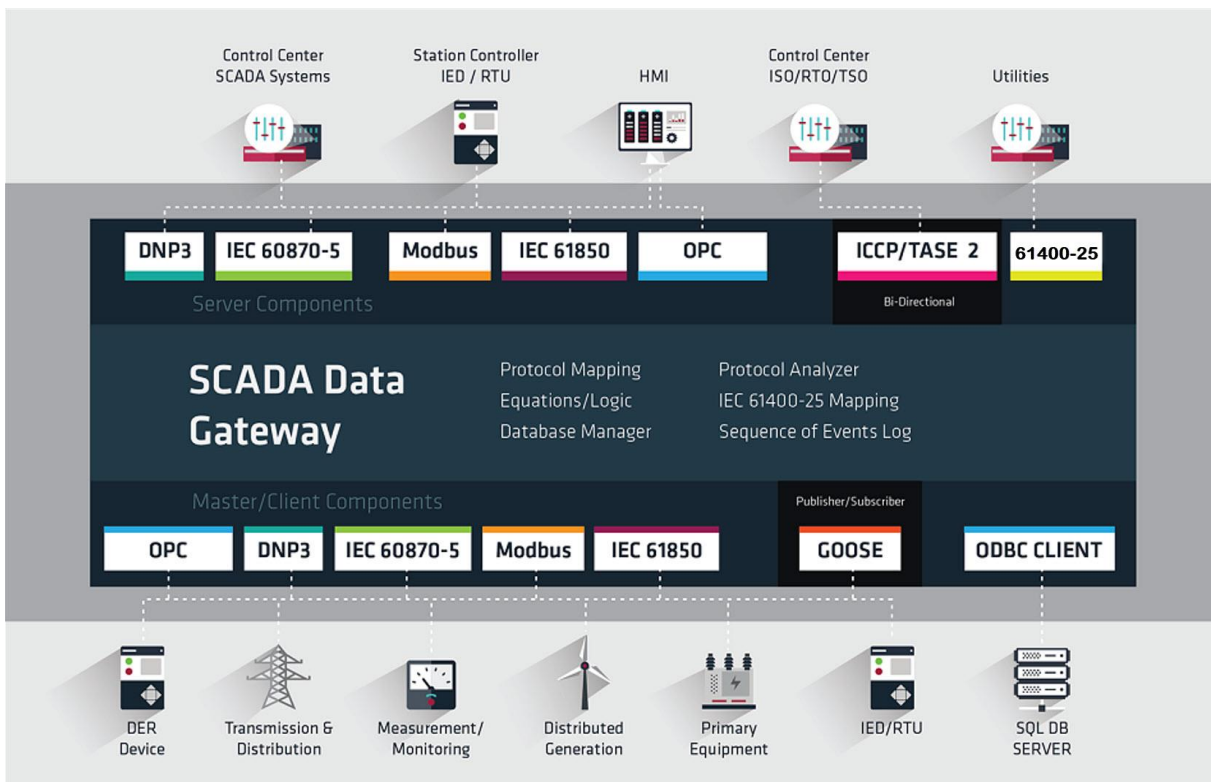 Control Center
SCADA Systems
Station Controller
IED / RTU
HMI
Control Center
ISO/RTO/TSO
Utilities
DNP3
IEC 60870-5
Modbus
IEC 61850
OPC
ICCP/TASE 2
61400-25
Server Components
Bi-Directional
SCADA Data
Gateway
Protocol Mapping
Equations/Logic
Database Manager
Protocol Analyzer
IEC 61400-25 Mapping
Sequence of Events Log
Master/Client Components
Publisher/Subscriber
OPC
DNP3
IEC 60870-5
Modbus
IEC 61850
GOOSE
ODBC CLIENT
DER
Device
Transmission &
Distribution
Measurement/
Monitoring
Distributed
Generation
Primary
Equipment
IED/RTU
SQL DB
SERVER